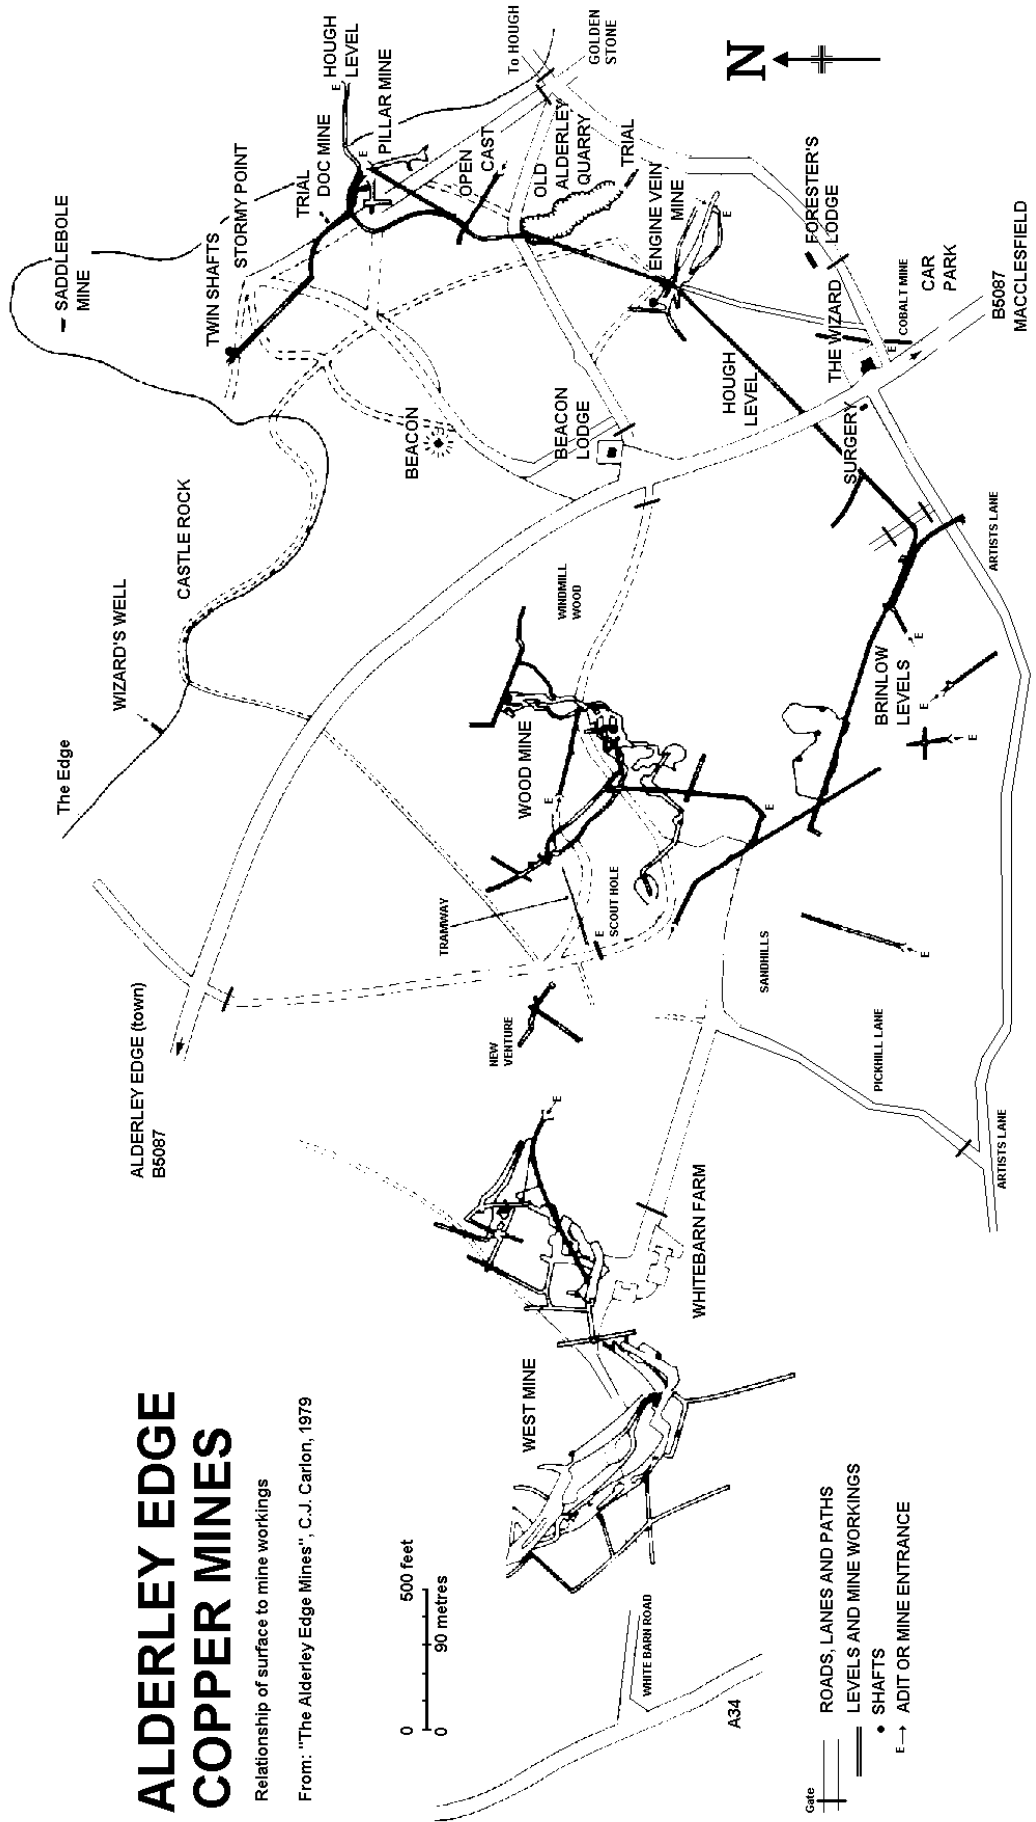 ALDERLEY EDGE
COPPER MINES
Relationship of surface to mine workings
From: "The Alderley Edge Mines", C.J. Carlon, 1979
0
500 feet
0
90 metres
ALDERLEY EDGE (town)
B5087
The Edge
WIZARD'S WELL
CASTLE ROCK
SADDLEBOLE
MINE
TWIN SHAFTS
STORMY POINT
TRIAL
DOC MINE
E
HOUGH
LEVEL
E
PILLAR MINE
OPEN
CAST
To HOUGH
GOLDEN
STONE
OLD
ALDERLEY
QUARRY
TRIAL
ENGINE VEIN
MINE
E
N
BEACON
BEACON
LODGE
HOUGH
LEVEL
FORESTER'S
LODGE
THE WIZARD
E
COBALT MINE
CAR
PARK
B5087
MACCLESFIELD
SURGERY
WINDMILL
WOOD
WOOD MINE
E
TRAMWAY
E
SCOUT HOLE
E
ARTISTS LANE
E
BRINLOW
LEVELS
E
E
SANDHILLS
E
NEW
VENTURE
PICKHILL LANE
ARTISTS LANE
E
WHITEBARN FARM
WEST MINE
WHITE BARN ROAD
A34
Gate
ROADS, LANES AND PATHS
LEVELS AND MINE WORKINGS
SHAFTS
E
ADIT OR MINE ENTRANCE